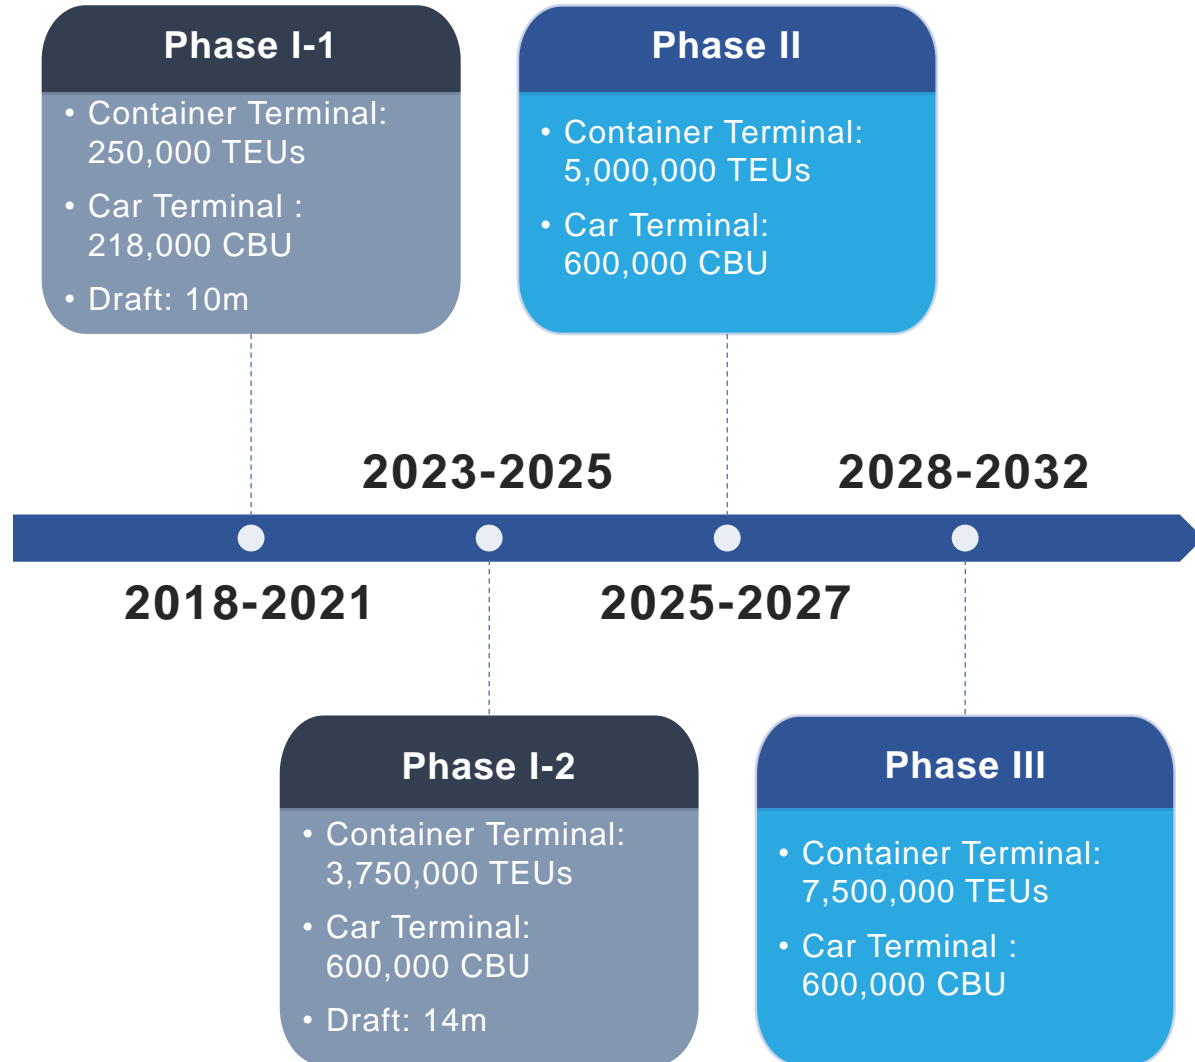 Phase I-1
• Container Terminal:
250,000 TEUs
• Car Terminal :
218,000 CBU
• Draft: 10m
Phase II
• Container Terminal:
5,000,000 TEUs
• Car Terminal:
600,000 CBU
2023-2025
2028-2032
2018-2021
2025-2027
Phase I-2
• Container Terminal:
3,750,000 TEUs
• Car Terminal:
600,000 CBU
• Draft: 14m
Phase III
• Container Terminal:
7,500,000 TEUs
• Car Terminal :
600,000 CBU